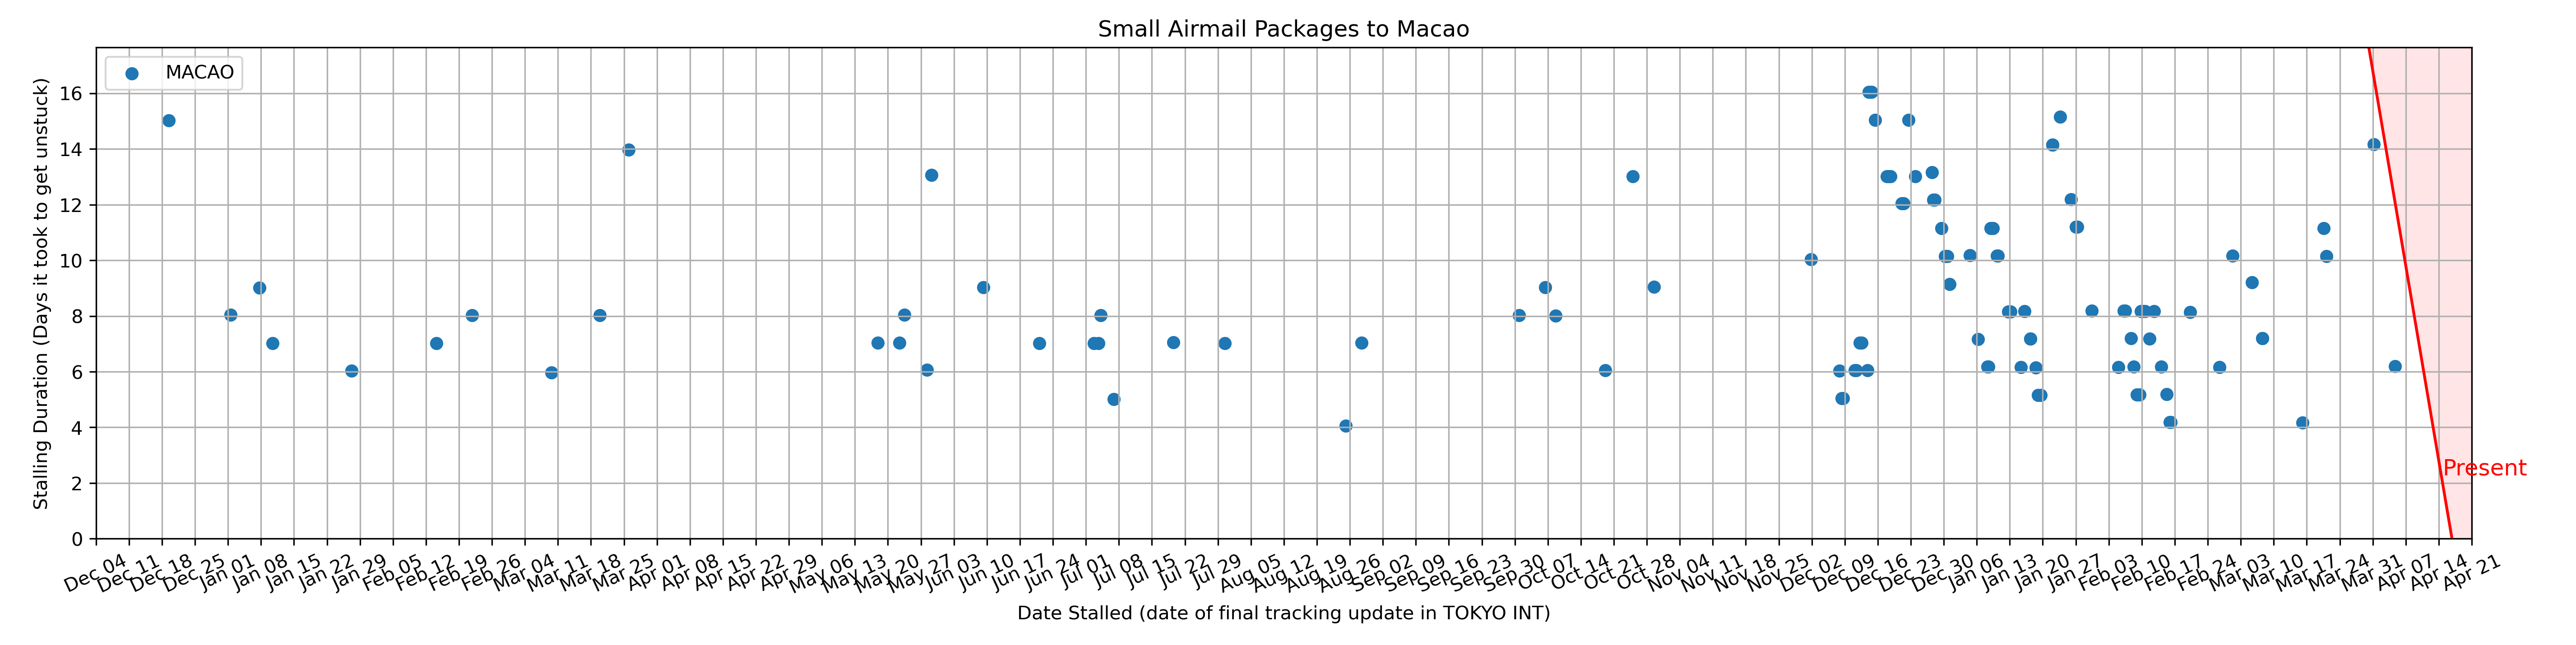 Small Airmail Packages to Macao
MACAO
Stalling Duration (Days it took to get unstuck)
16
14
12
10
8
6
4
2
0
Present
Dec 04 Dec 11 Dec 18 Dec 25 Jan 01 Jan 08 Jan 15 Jan 22 Jan 29 Feb 05 Feb 12 Feb 19 Feb 26 Mar 04 Mar 11 Mar 18 Mar 25 Apr 01 Apr 08 Apr 15 Apr 22 Apr 29 May 06 May 13 May 20 May 27 Jun 03 Jun 10 Jun 17 Jun 24 Jul 01 Jul 08 Jul 15 Jul 22 Jul 29 Aug 05 Aug 12 Aug 19 Aug 26 Sep 02 Sep 09 Sep 16 Sep 23 Sep 30 Oct 07 Oct 14 Oct 21 Oct 28 Nov 04 Nov 11 Nov 18 Nov 25 Dec 02 Dec 09 Dec 16 Dec 23 Dec 30 Jan 06 Jan 13 Jan 20 Jan 27 Feb 03 Feb 10 Feb 17 Feb 24 Mar 03 Mar 10 Mar 17 Mar 24 Mar 31 Apr 07 Apr 14 Apr 21
Date Stalled (date of final tracking update in TOKYO INT)